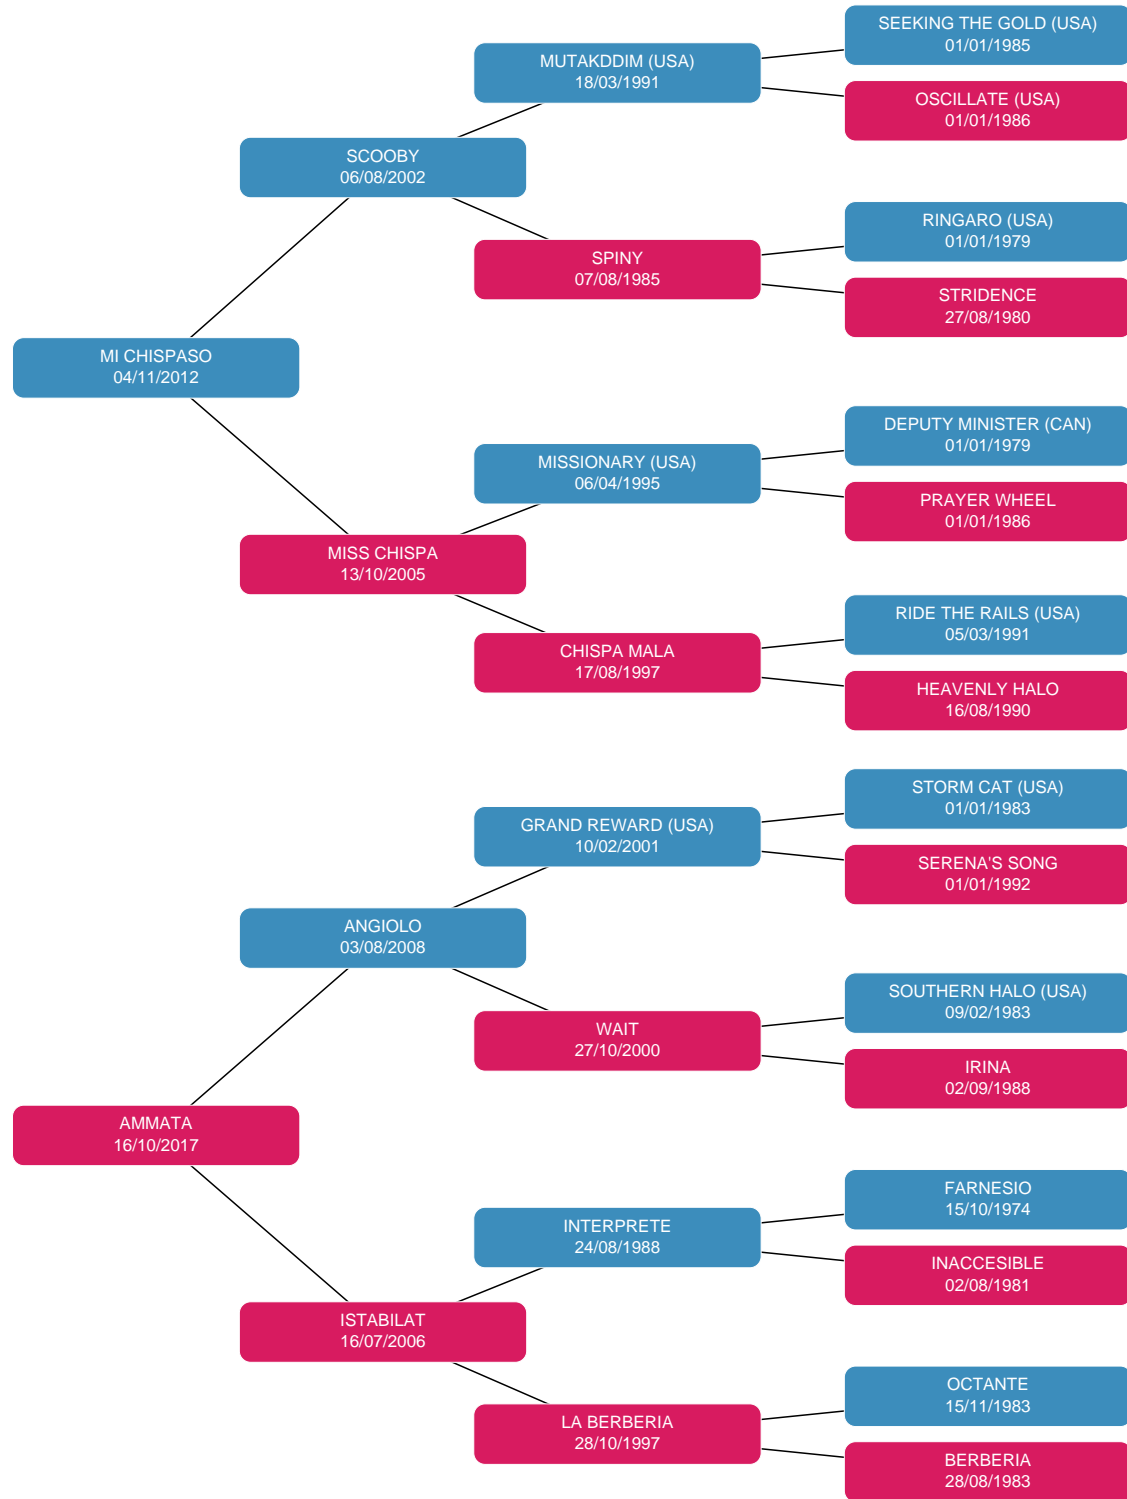 SEEKING THE GOLD (USA)
01/01/1985
MUTAKDDIM (USA)
18/03/1991
OSCILLATE (USA)
01/01/1986
SCOOBY
06/08/2002
RINGARO (USA)
01/01/1979
SPINY
07/08/1985
STRIDENCE
27/08/1980
MI CHISPASO
04/11/2012
DEPUTY MINISTER (CAN)
01/01/1979
MISSIONARY (USA)
06/04/1995
PRAYER WHEEL
01/01/1986
MISS CHISPA
13/10/2005
RIDE THE RAILS (USA)
05/03/1991
CHISPA MALA
17/08/1997
HEAVENLY HALO
16/08/1990
STORM CAT (USA)
01/01/1983
GRAND REWARD (USA)
10/02/2001
SERENA'S SONG
01/01/1992
ANGIOLO
03/08/2008
SOUTHERN HALO (USA)
09/02/1983
WAIT
27/10/2000
IRINA
02/09/1988
AMMATA
16/10/2017
FARNESIO
15/10/1974
INTERPRETE
24/08/1988
INACCESIBLE
02/08/1981
ISTABILAT
16/07/2006
OCTANTE
15/11/1983
LA BERBERIA
28/10/1997
BERBERIA
28/08/1983